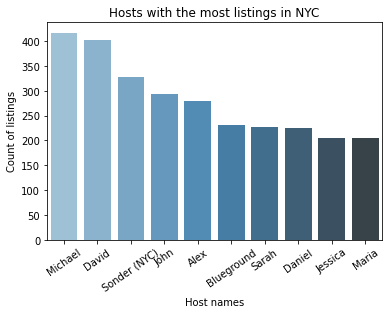 Hosts with the most listings in NYC
Count of listings
400
350
300
250
200
150
100
50
0
Michael
David
Sonder (NYC)
John
Alex
Blueground
Sarah
Daniel
Jessica
Maria
Host names